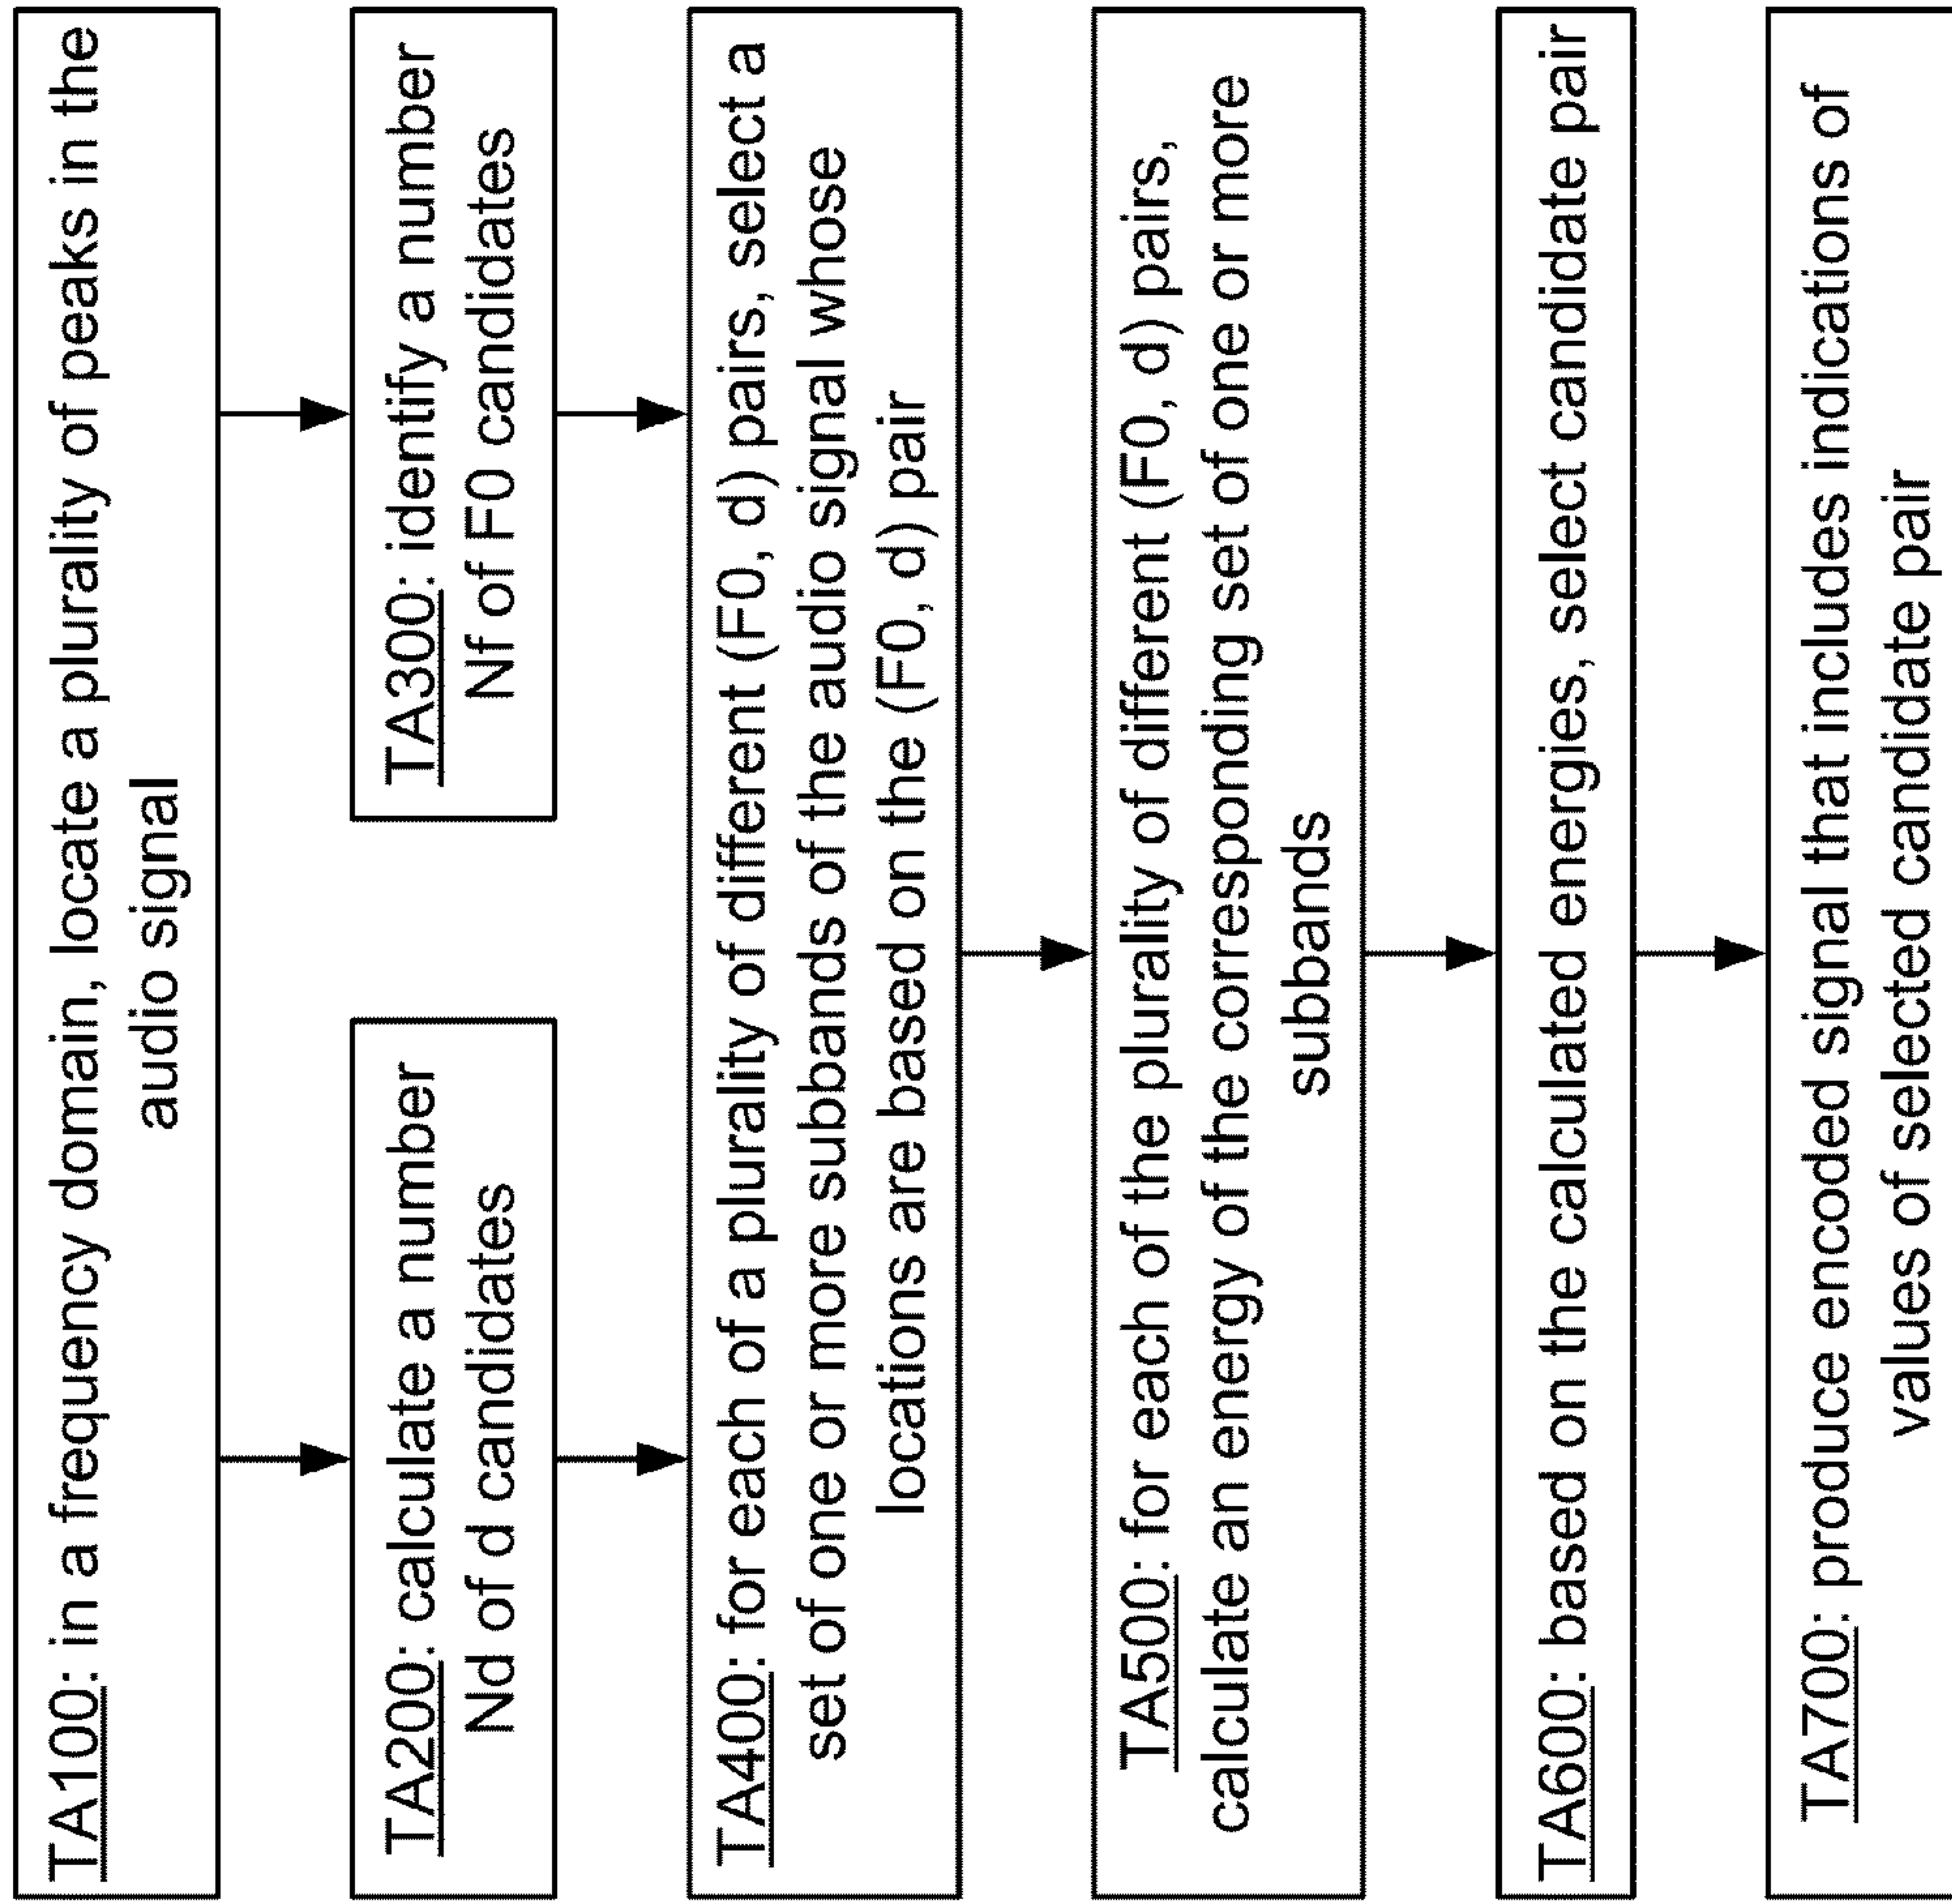 TA100: in a frequency domain, locate a plurality of peaks in the
audio signal
TA200: calculate a number
Nd of d candidates
TA300: identify a number
Nf of F0 candidates
TA400: for each of a plurality of different (F0, d) pairs, select a
set of one or more subbands of the audio signal whose
locations are based on the (F0, d) pair
TA500: for each of the plurality of different (F0, d) pairs,
calculate an energy of the corresponding set of one or more
subbands
TA600: based on the calculated energies, select candidate pair
TA700: produce encoded signal that includes indications of
values of selected candidate pair